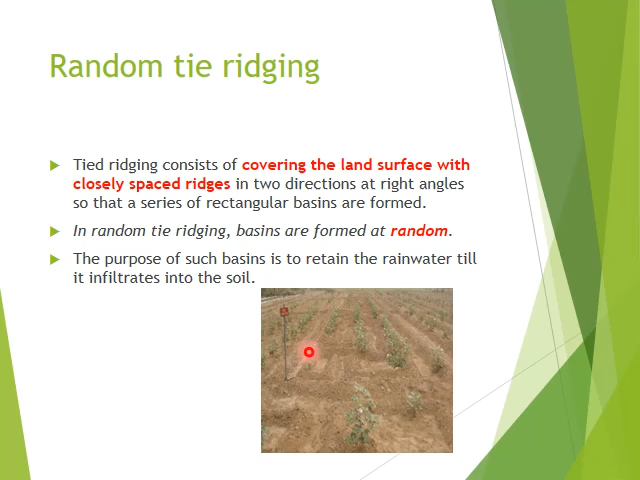 Random tie ridging
Tied ridging consists of covering the land surface with
closely spaced ridges in two directions at right angles
so that a series of rectangular basins are formed.
In random tie ridging, basins are formed at random.
The purpose of such basins is to retain the rainwater till
it infiltrates into the soil.